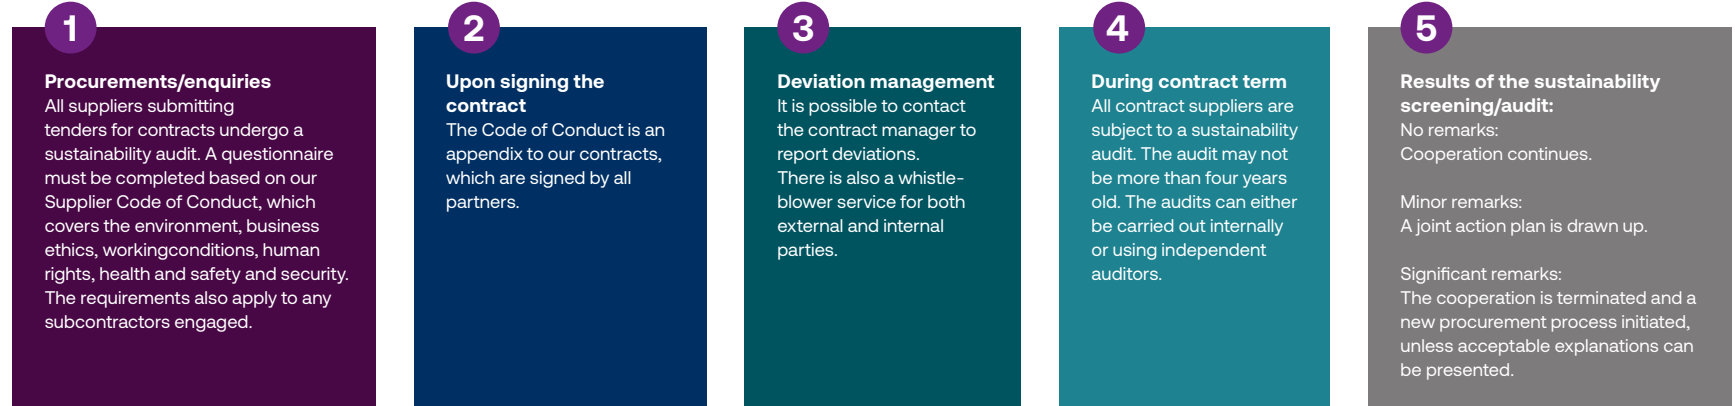 1
Procurements/enquiries
All suppliers submitting
tenders for contracts undergo a
sustainability audit. A questionnaire
must be completed based on our
Supplier Code of Conduct, which
covers the environment, business
ethics, workingconditions, human
rights, health and safety and security.
The requirements also apply to any
subcontractors engaged.
2
Upon signing the
contract
The Code of Conduct is an
appendix to our contracts,
which are signed by all
partners.
3
Deviation management
It is possible to contact
the contract manager to
report deviations.
There is also a whistle-
blower service for both
external and internal
parties.
4
During contract term
All contract suppliers are
subject to a sustainability
audit. The audit may not
be more than four years
old. The audits can either
be carried out internally
or using independent
auditors.
5
Results of the sustainability
screening/audit:
No remarks:
Cooperation continues.
Minor remarks:
A joint action plan is drawn up.
Significant remarks:
The cooperation is terminated and a
new procurement process initiated,
unless acceptable explanations can
be presented.